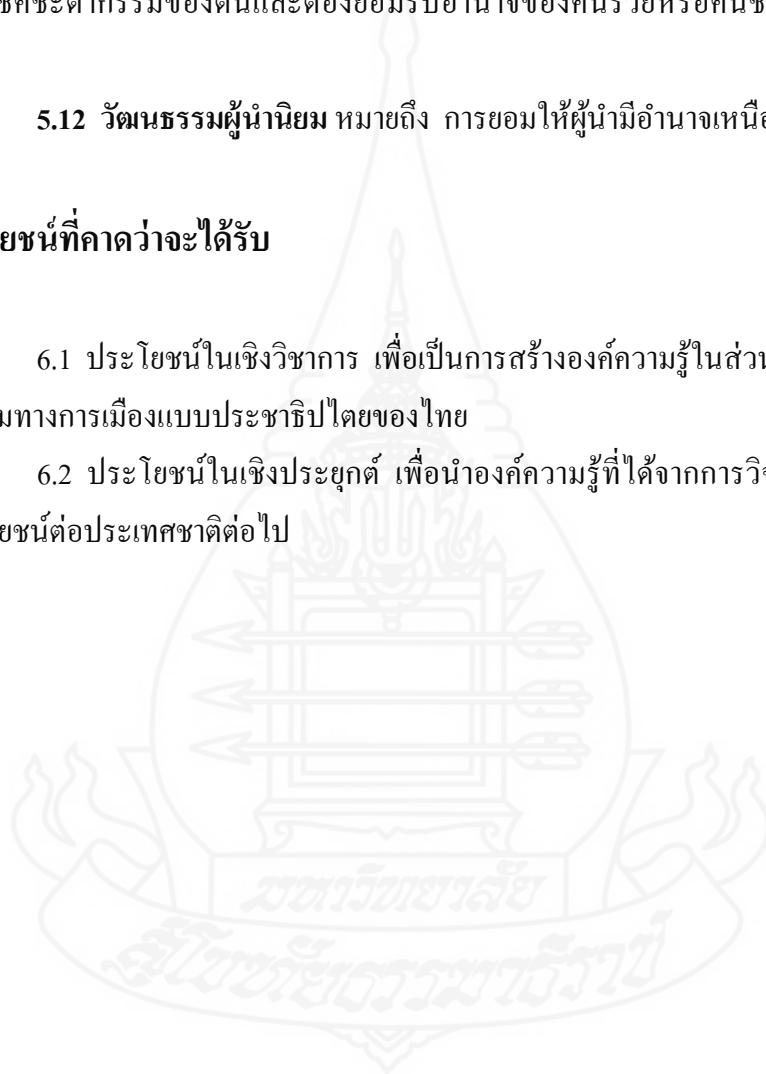 5.12 วัฒนธรรมผู้นำนิยม หมายถึง การยอมให้ผู้นำมีอำนาจเหนือ
ยชน์ที่คาดว่าจะได้รับ
6.1 ประโยชน์ในเชิงวิชาการ เพื่อเป็นการสร้างองค์ความรู้ในส่วน
มทางการเมืองแบบประชาธิปไตยของไทย
6.2 ประโยชน์ในเชิงประยุกต์ เพื่อนำองค์ความรู้ที่ได้จากการวิจ
ยชน์ต่อประเทศชาติต่อไป
มหาวิทยาลัย
สุโขทัยธรรมาธิราช